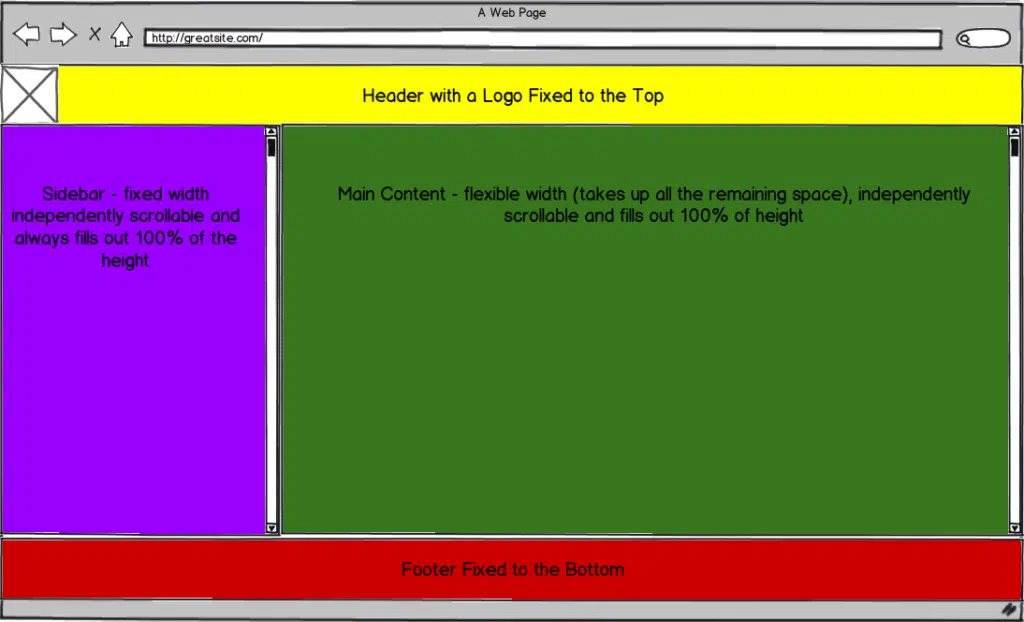 A Web Page
http://greatsite.com/
Header with a Logo Fixed to the Top
Sidebar - fixed width
independently scrollable and
always fills out 100% of the
height
Main Content - flexible width (takes up all the remaining space), independently
scrollable and fills out 100% of height
Footer Fixed to the Bottom